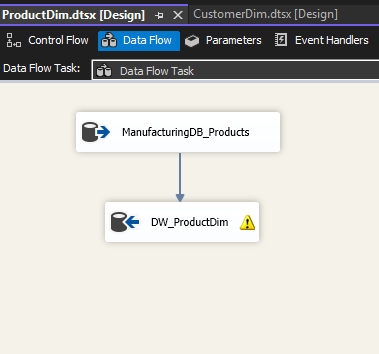 ProductDim.dtsx [Design] CustomerDim.dtsx [Design]
Control Flow Data Flow Parameters Event Handlers
Data Flow Task: Data Flow Task
ManufacturingDB_Products
DW_ProductDim